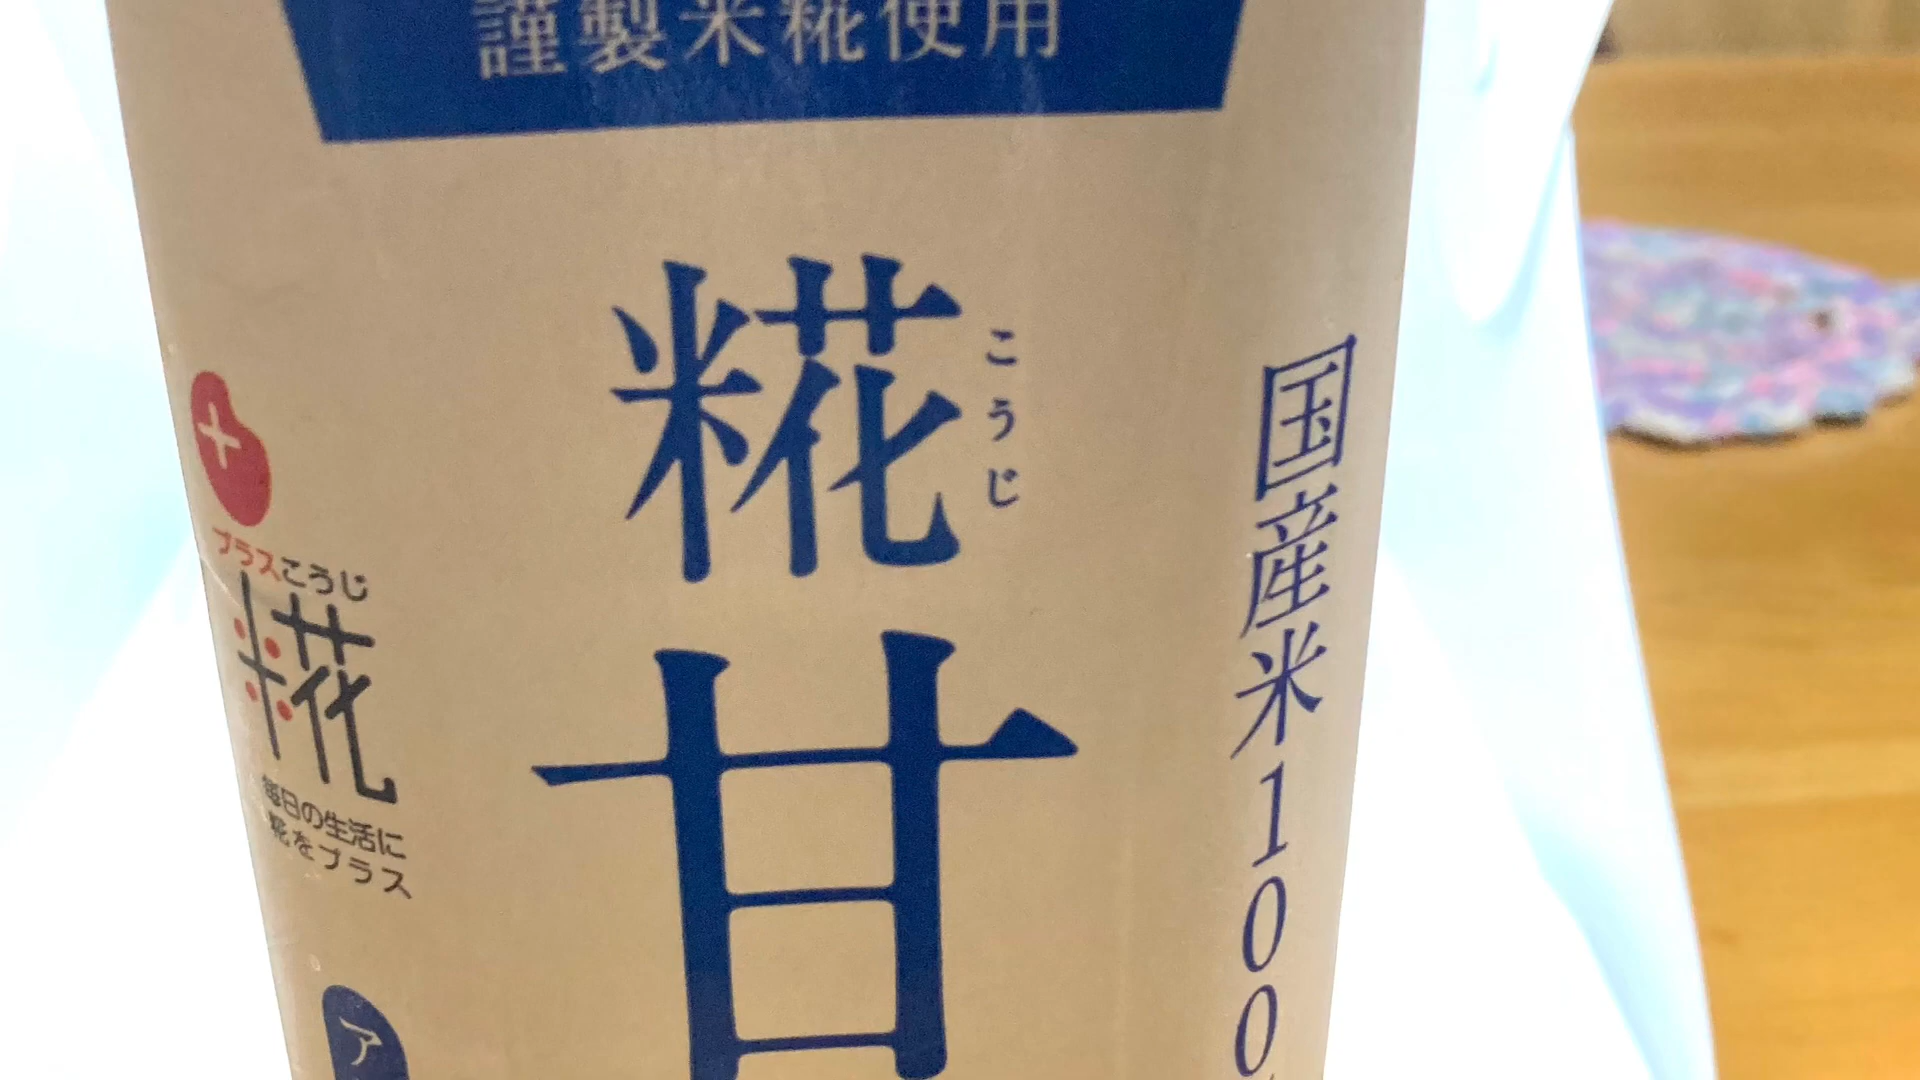 謹製米糀使用
こうじ
糀甘
国産米100
プラスこうじ
糀
毎日の生活に
糀をプラス
ア